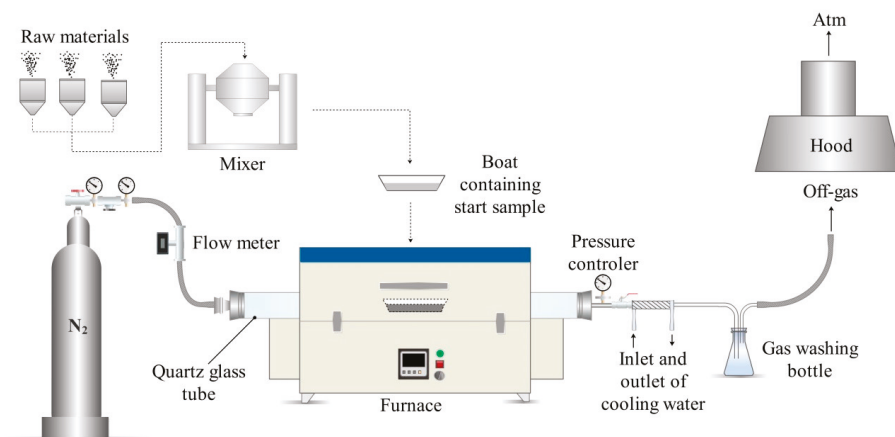 Raw materials
Mixer
Boat
containing
start sample
Atm
Hood
Off-gas
Flow meter
Pressure
controler
N₂
Quartz glass
tube
Furnace
Inlet and
outlet of
cooling water
Gas washing
bottle